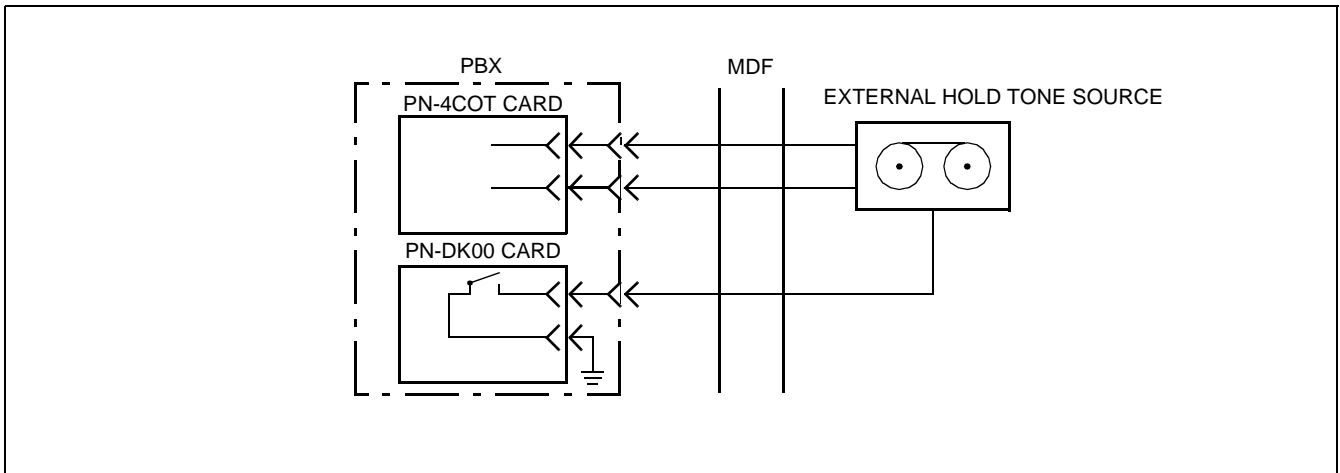 PBX
MDF
PN-4COT CARD
EXTERNAL HOLD TONE SOURCE
PN-DK00 CARD